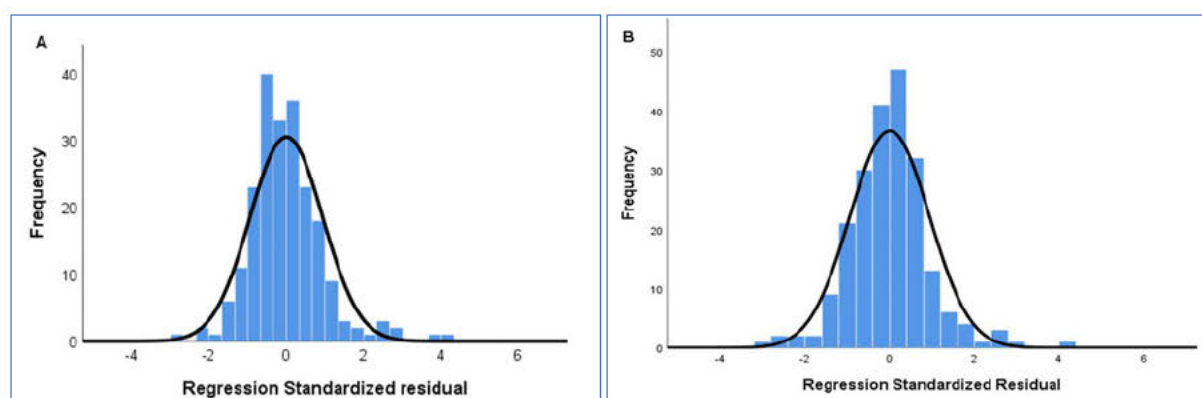 A
Frequency
40
30
20
10
0
-4 -2 0 2 4 6
Regression Standardized residual
B
Frequency
50
40
30
20
10
0
-4 -2 0 2 4 6
Regression Standardized Residual